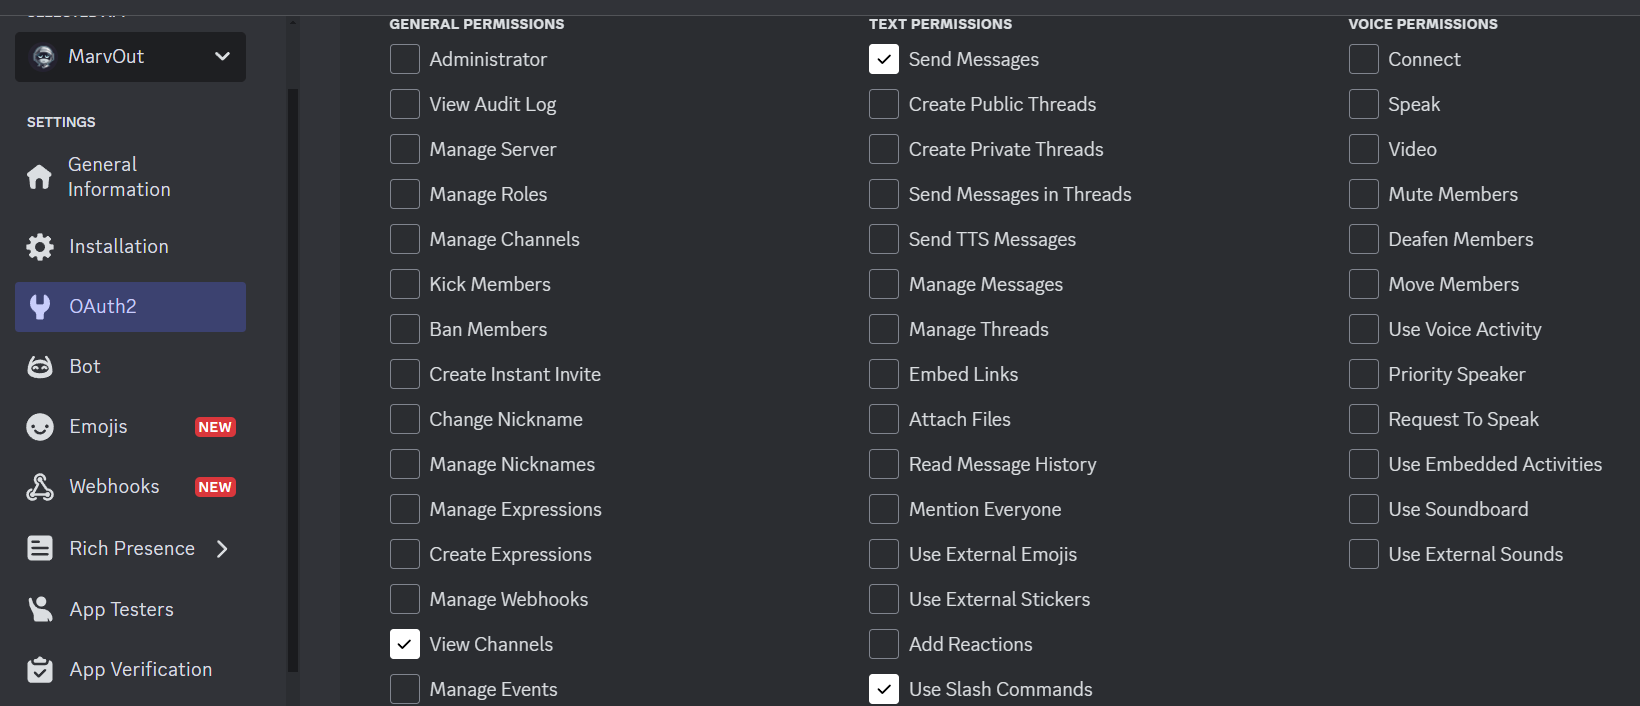 MarvOut
SETTINGS
General
Information
Installation
OAuth2
Bot
Emojis NEW
Webhooks NEW
Rich Presence
App Testers
App Verification
GENERAL PERMISSIONS
Administrator
View Audit Log
Manage Server
Manage Roles
Manage Channels
Kick Members
Ban Members
Create Instant Invite
Change Nickname
Manage Nicknames
Manage Expressions
Create Expressions
Manage Webhooks
View Channels
Manage Events
TEXT PERMISSIONS
Send Messages
Create Public Threads
Create Private Threads
Send Messages in Threads
Send TTS Messages
Manage Messages
Manage Threads
Embed Links
Attach Files
Read Message History
Mention Everyone
Use External Emojis
Use External Stickers
Add Reactions
Use Slash Commands
VOICE PERMISSIONS
Connect
Speak
Video
Mute Members
Deafen Members
Move Members
Use Voice Activity
Priority Speaker
Request To Speak
Use Embedded Activities
Use Soundboard
Use External Sounds